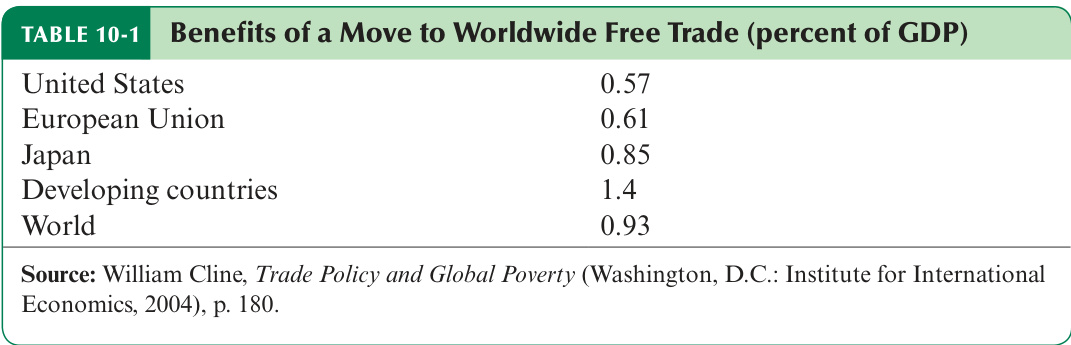 TABLE 10-1 Benefits of a Move to Worldwide Free Trade (percent of GDP)
United States 0.57
European Union 0.61
Japan 0.85
Developing countries 1.4
World 0.93
Source: William Cline, Trade Policy and Global Poverty (Washington, D.C.: Institute for International
Economics, 2004), p. 180.